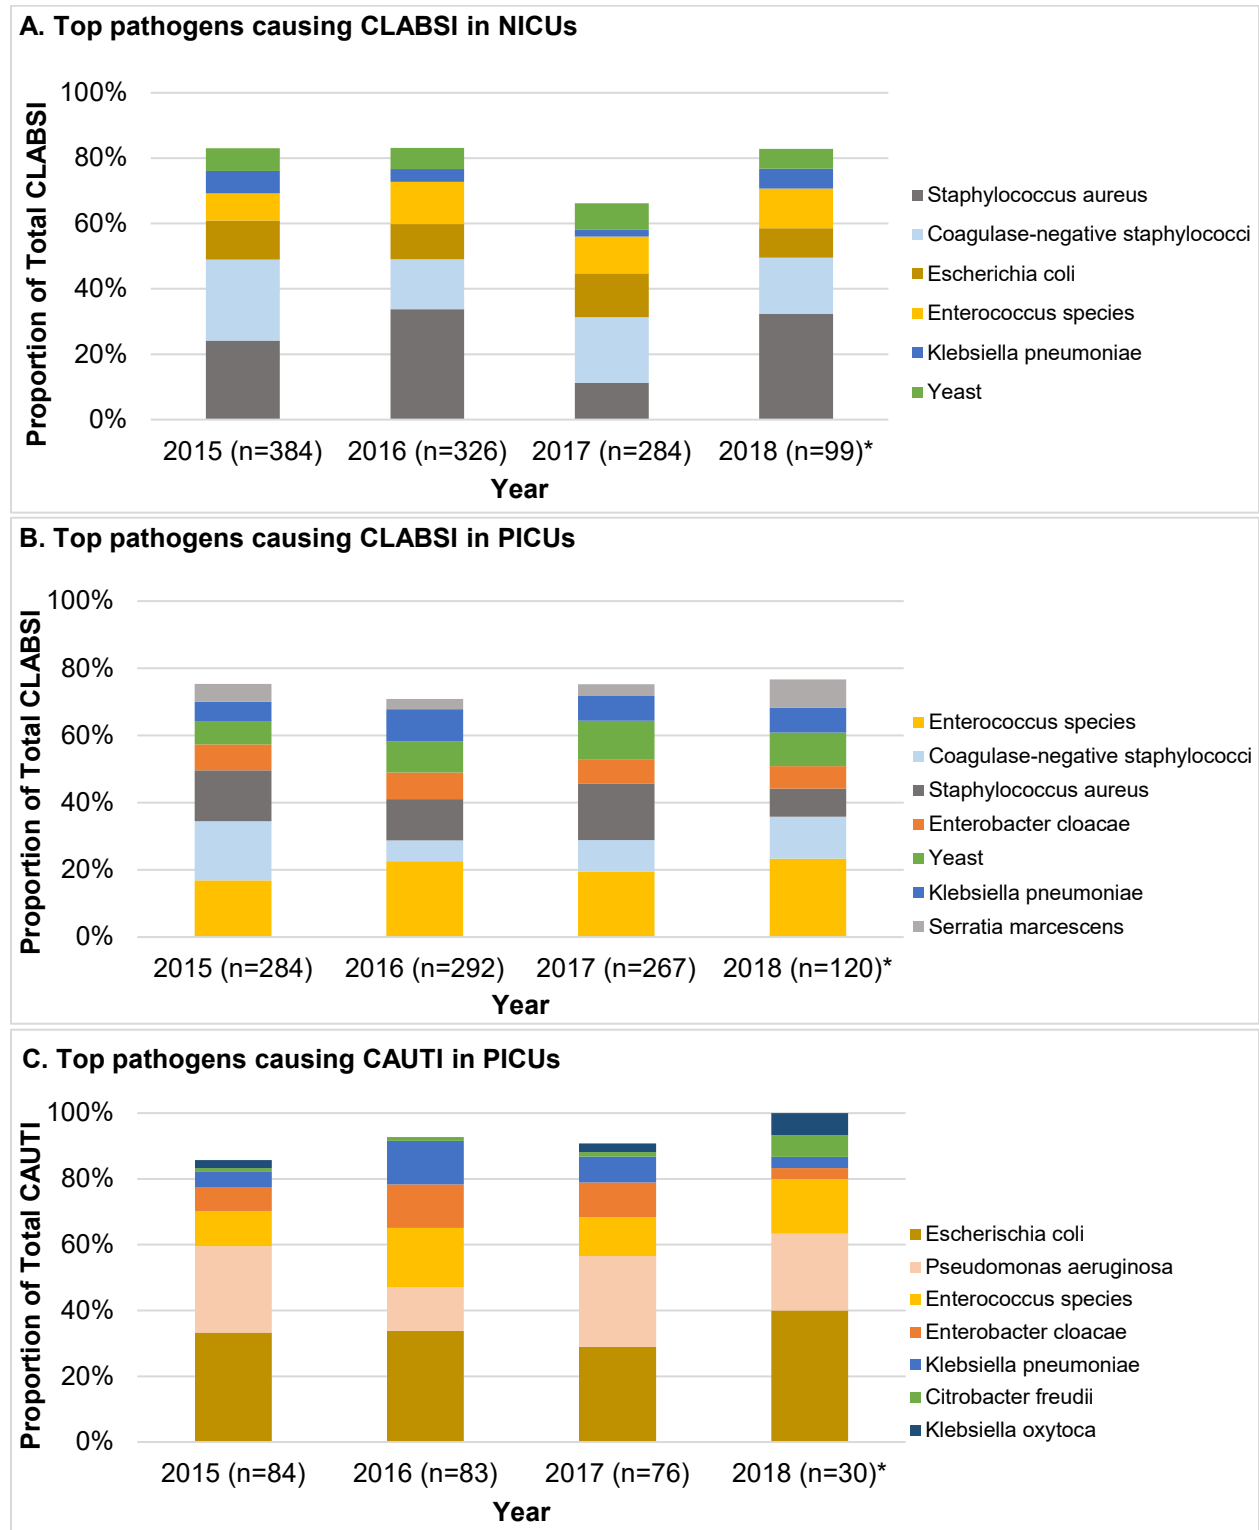 A. Top pathogens causing CLABSI in NICUs
Proportion of Total CLABSI
100%
80%
60%
40%
20%
0%
2015 (n=384) 2016 (n=326) 2017 (n=284) 2018 (n=99)*
Year
Staphylococcus aureus
Coagulase-negative staphylococci
Escherichia coli
Enterococcus species
Klebsiella pneumoniae
Yeast
B. Top pathogens causing CLABSI in PICUs
Proportion of Total CLABSI
100%
80%
60%
40%
20%
0%
2015 (n=284) 2016 (n=292) 2017 (n=267) 2018 (n=120)*
Year
Enterococcus species
Coagulase-negative staphylococci
Staphylococcus aureus
Enterobacter cloacae
Yeast
Klebsiella pneumoniae
Serratia marcescens
C. Top pathogens causing CAUTI in PICUs
Proportion of Total CAUTI
100%
80%
60%
40%
20%
0%
2015 (n=84) 2016 (n=83) 2017 (n=76) 2018 (n=30)*
Year
Escherischia coli
Pseudomonas aeruginosa
Enterococcus species
Enterobacter cloacae
Klebsiella pneumoniae
Citrobacter freudii
Klebsiella oxytoca